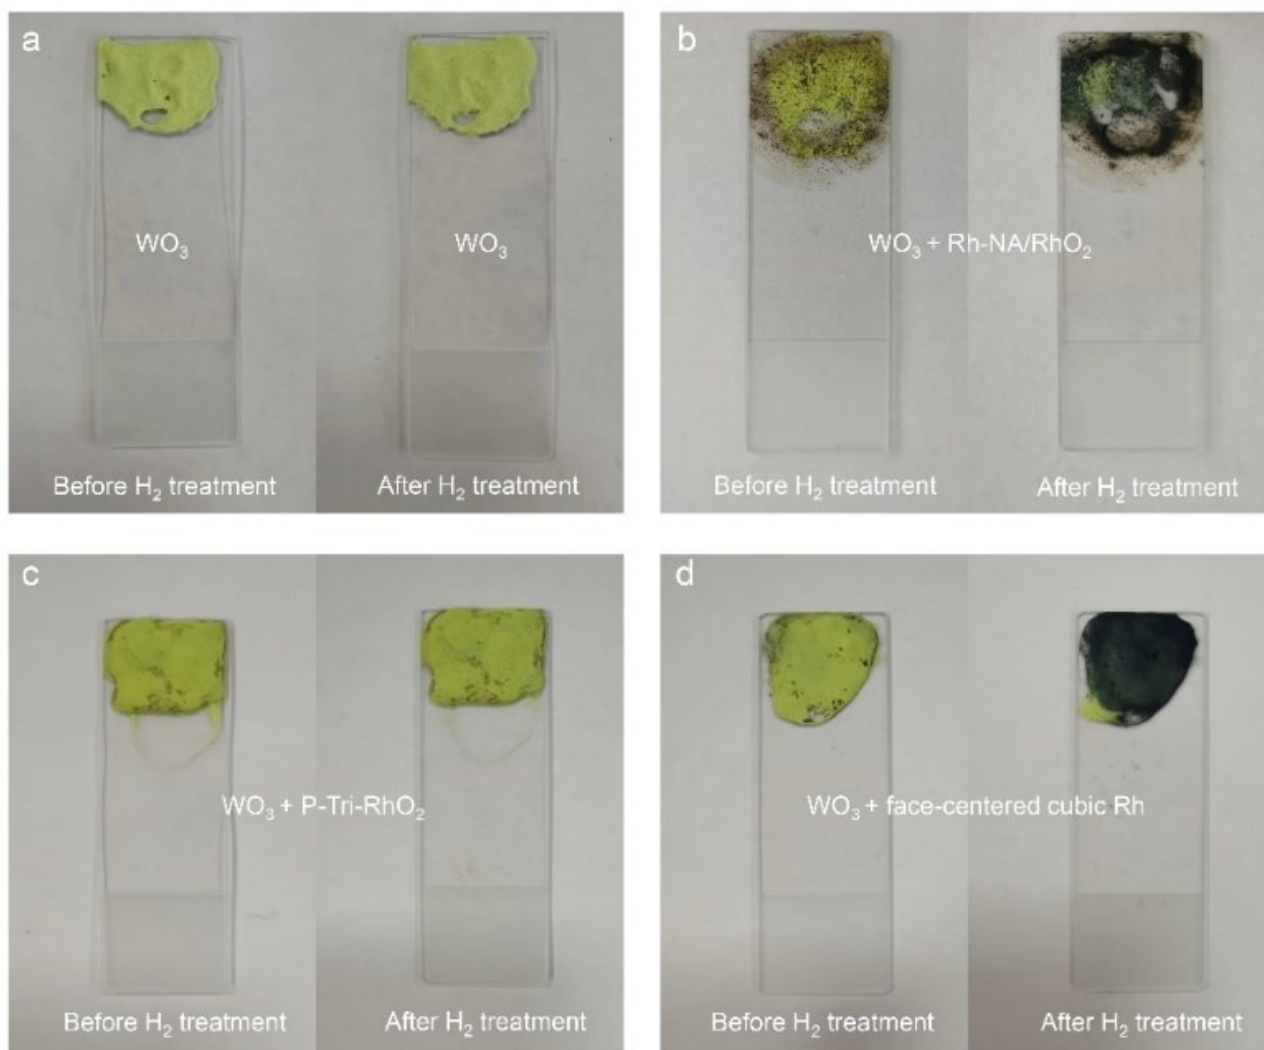 a
WO₃
WO₃
Before H₂ treatment
After H₂ treatment
b
WO₃ + Rh-NA/RhO₂
Before H₂ treatment
After H₂ treatment
c
WO₃ + P-Tri-RhO₂
Before H₂ treatment
After H₂ treatment
d
WO₃ + face-centered cubic Rh
Before H₂ treatment
After H₂ treatment